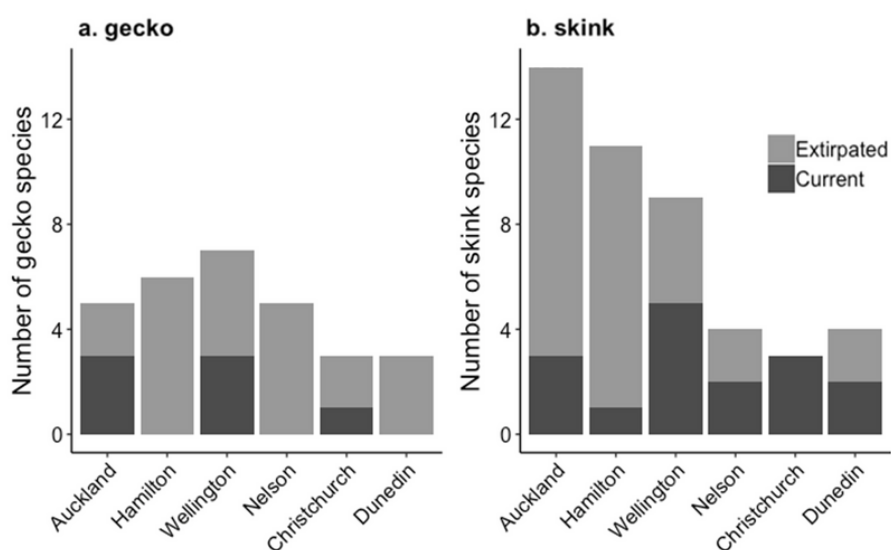 a. gecko
Number of gecko species
12
8
4
0
Auckland
Hamilton
Wellington
Nelson
Christchurch
Dunedin
b. skink
Number of skink species
12
8
4
0
Extirpated
Current
Auckland
Hamilton
Wellington
Nelson
Christchurch
Dunedin